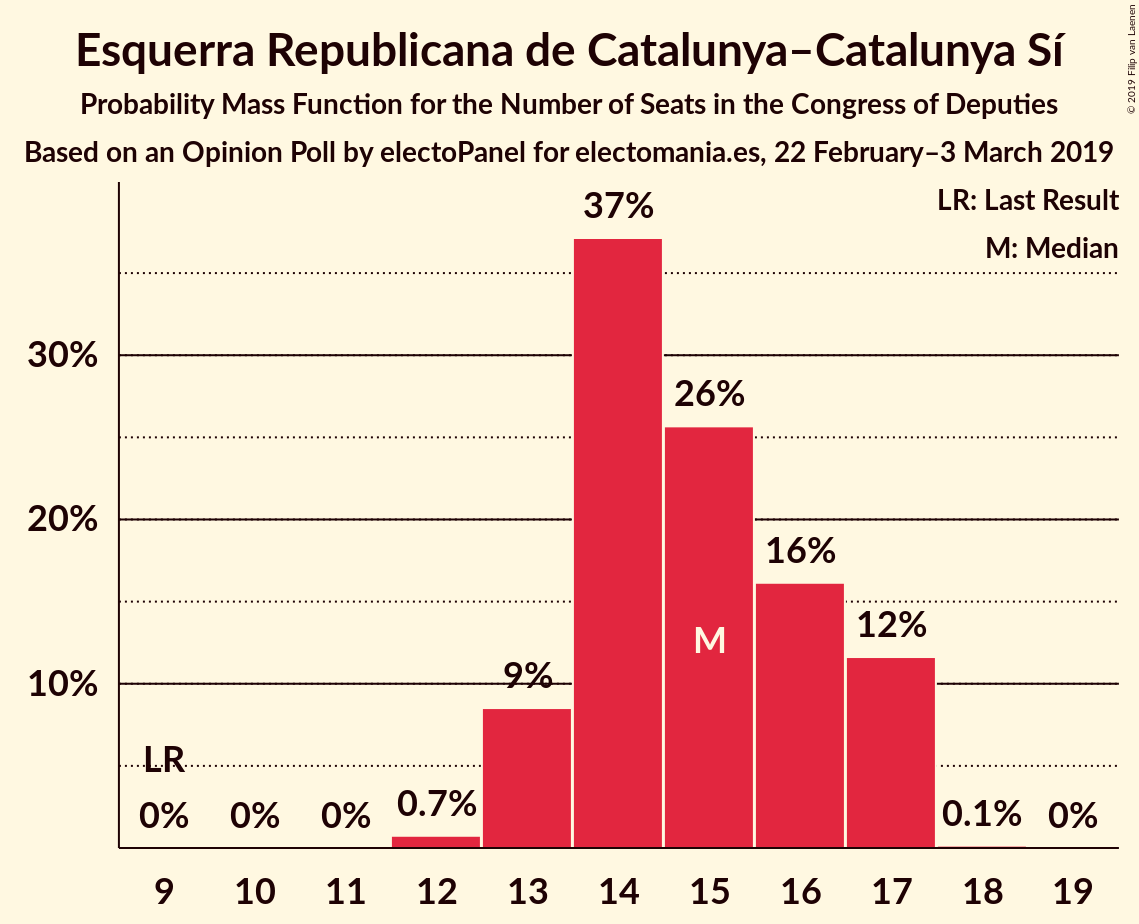 Esquerra Republicana de Catalunya–Catalunya Sí
Probability Mass Function for the Number of Seats in the Congress of Deputies
Based on an Opinion Poll by electoPanel for electomania.es, 22 February–3 March 2019
© 2019 Filip van Laenen
LR: Last Result
M: Median
37%
30%
26%
20%
16%
12%
M
10%
9%
LR
0%
0%
0%
0.7%
0.1%
0%
9 10 11 12 13 14 15 16 17 18 19